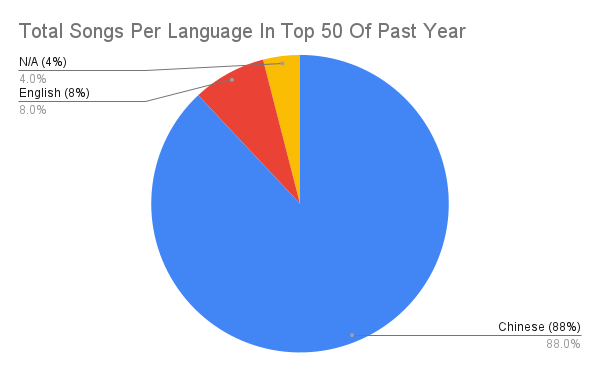 Total Songs Per Language In Top 50 Of Past Year
N/A (4%)
4.0%
English (8%)
8.0%
Chinese (88%)
88.0%